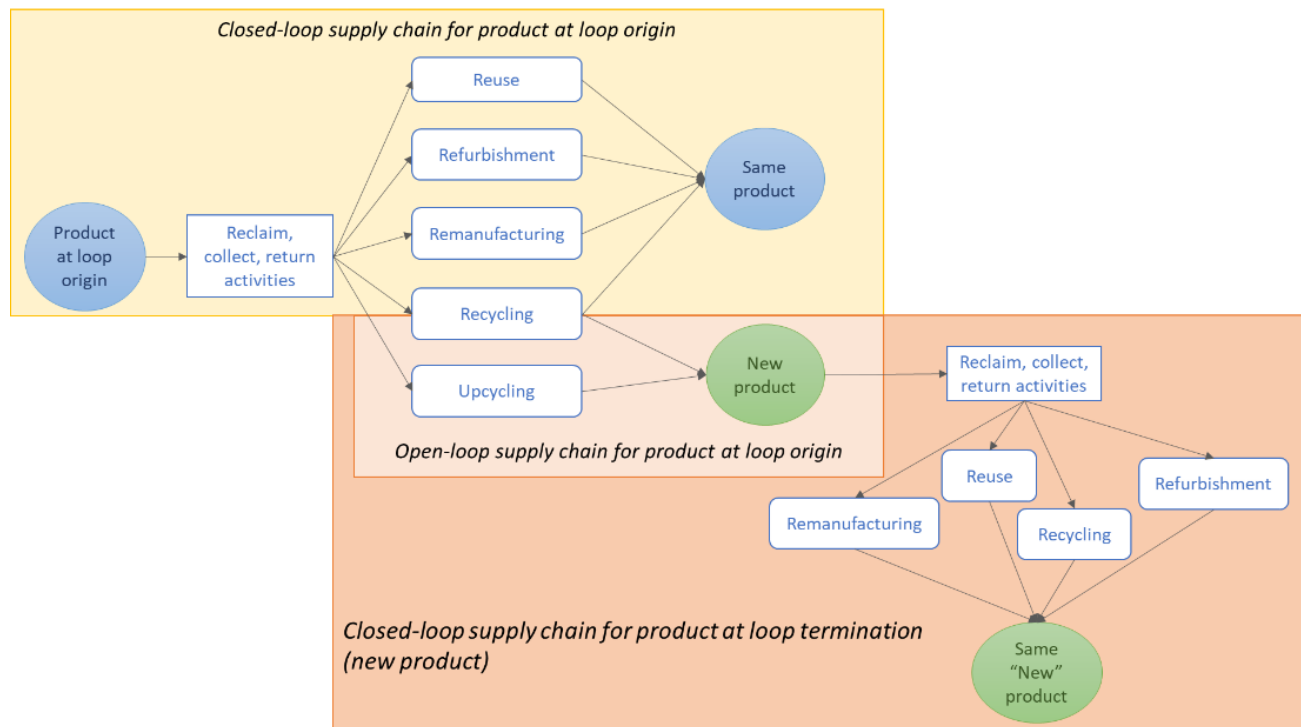 Closed-loop supply chain for product at loop origin
Reuse
Refurbishment
Same
product
Product
at loop
origin
Reclaim,
collect, return
activities
Remanufacturing
Recycling
Upcycling
New
product
Open-loop supply chain for product at loop origin
Reclaim, collect,
return activities
Reuse
Refurbishment
Remanufacturing
Recycling
Closed-loop supply chain for product at loop termination
(new product)
Same
“New”
product